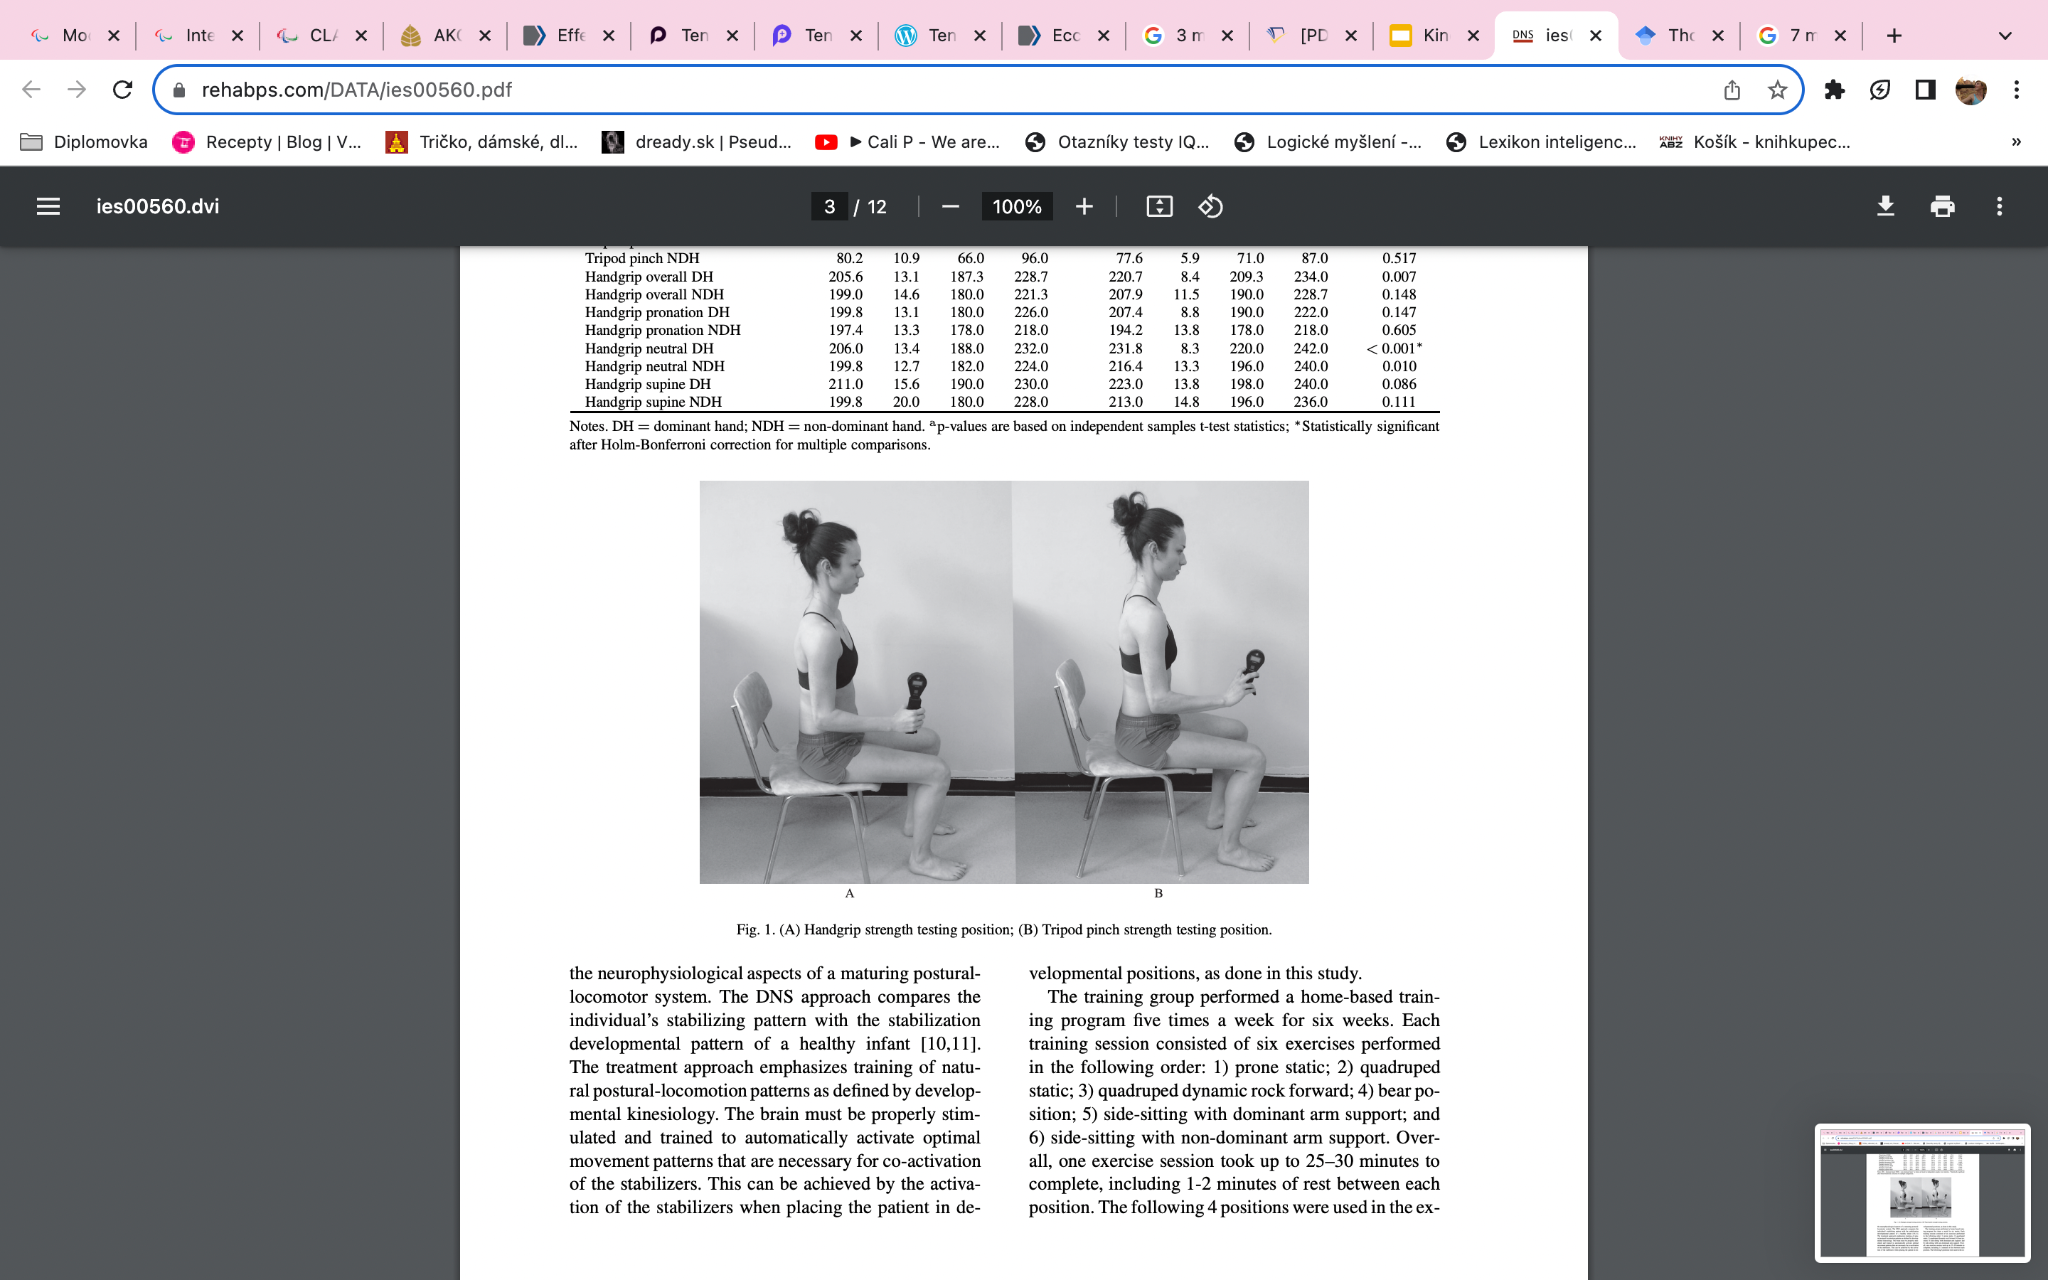 Mo
Inte
CLA
AK
Effe
Ten
Ten
Ten
Ecc
3 m
[PD
Kin
DNS ies
The
7 m
rehabps.com/DATA/ies00560.pdf
Diplomovka
Recepty | Blog | V...
Tričko, dámské, dl...
dready.sk | Pseud...
► Cali P - We are...
Otazníky testy IQ...
Logické myšlení -...
Lexikon inteligenc...
KNIHY ABZ Košík - knihkupec...
»
ies00560.dvi
3 / 12
100%
Tripod pinch NDH 80.2 10.9 66.0 96.0 77.6 5.9 71.0 87.0 0.517
Handgrip overall DH 205.6 13.1 187.3 228.7 220.7 8.4 209.3 234.0 0.007
Handgrip overall NDH 199.0 14.6 180.0 221.3 207.9 11.5 190.0 228.7 0.148
Handgrip pronation DH 199.8 13.1 180.0 226.0 207.4 8.8 190.0 222.0 0.147
Handgrip pronation NDH 197.4 13.3 178.0 218.0 194.2 13.8 178.0 218.0 0.605
Handgrip neutral DH 206.0 13.4 188.0 232.0 231.8 8.3 220.0 242.0 < 0.001*
Handgrip neutral NDH 199.8 12.7 182.0 224.0 216.4 13.3 196.0 240.0 0.010
Handgrip supine DH 211.0 15.6 190.0 230.0 223.0 13.8 198.0 240.0 0.086
Handgrip supine NDH 199.8 20.0 180.0 228.0 213.0 14.8 196.0 236.0 0.111
Notes. DH = dominant hand; NDH = non-dominant hand. ᵃp-values are based on independent samples t-test statistics; *Statistically significant
after Holm-Bonferroni correction for multiple comparisons.
A
B
Fig. 1. (A) Handgrip strength testing position; (B) Tripod pinch strength testing position.
the neurophysiological aspects of a maturing postural-
locomotor system. The DNS approach compares the
individual's stabilizing pattern with the stabilization
developmental pattern of a healthy infant [10,11].
The treatment approach emphasizes training of natu-
ral postural-locomotion patterns as defined by develop-
mental kinesiology. The brain must be properly stim-
ulated and trained to automatically activate optimal
movement patterns that are necessary for co-activation
of the stabilizers. This can be achieved by the activa-
tion of the stabilizers when placing the patient in de-
velopmental positions, as done in this study.
The training group performed a home-based train-
ing program five times a week for six weeks. Each
training session consisted of six exercises performed
in the following order: 1) prone static; 2) quadruped
static; 3) quadruped dynamic rock forward; 4) bear po-
sition; 5) side-sitting with dominant arm support; and
6) side-sitting with non-dominant arm support. Over-
all, one exercise session took up to 25–30 minutes to
complete, including 1-2 minutes of rest between each
position. The following 4 positions were used in the ex-